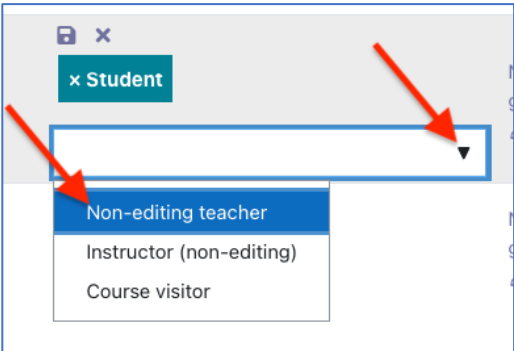 × Student
Non-editing teacher
Instructor (non-editing)
Course visitor